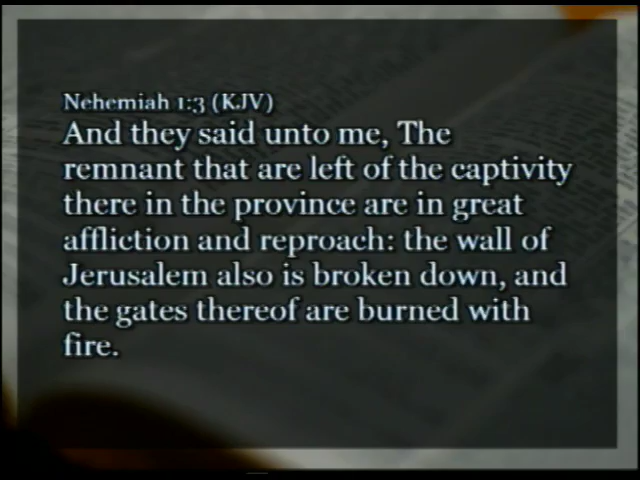 Nehemiah 1:3 (KJV)
And they said unto me, The
remnant that are left of the captivity
there in the province are in great
affliction and reproach: the wall of
Jerusalem also is broken down, and
the gates thereof are burned with
fire.